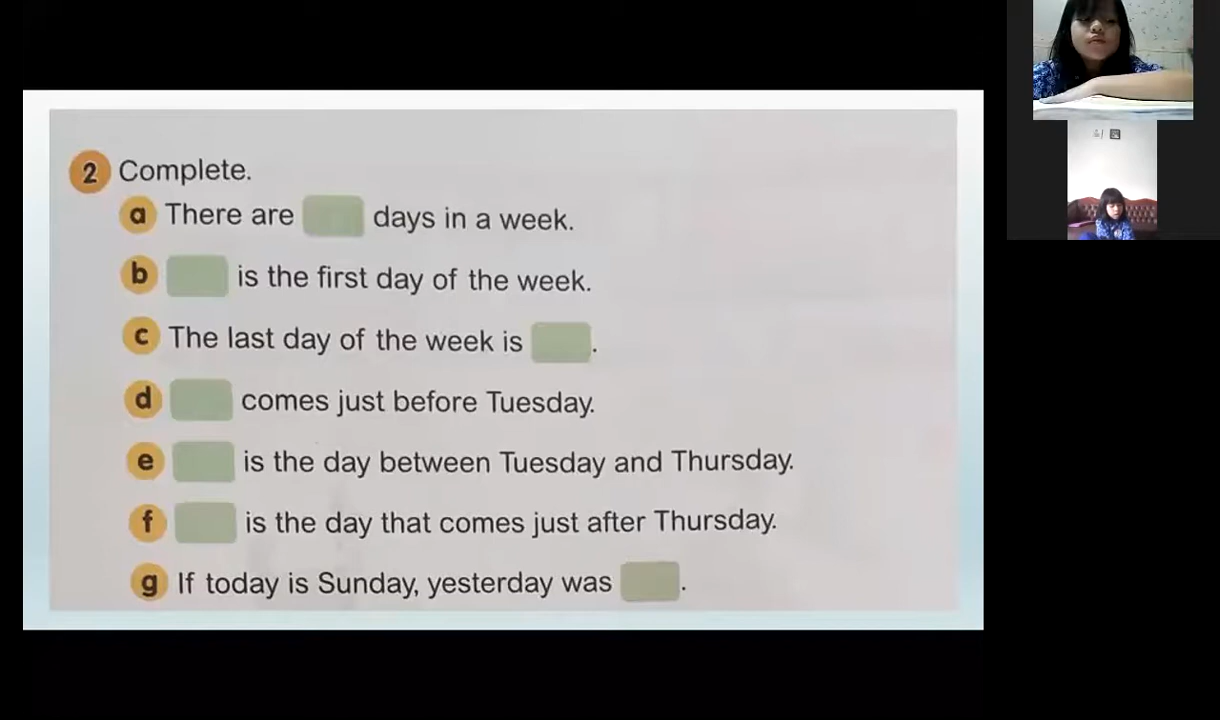 2 Complete.
a There are days in a week.
b is the first day of the week.
c The last day of the week is .
d comes just before Tuesday.
e is the day between Tuesday and Thursday.
f is the day that comes just after Thursday.
g If today is Sunday, yesterday was .